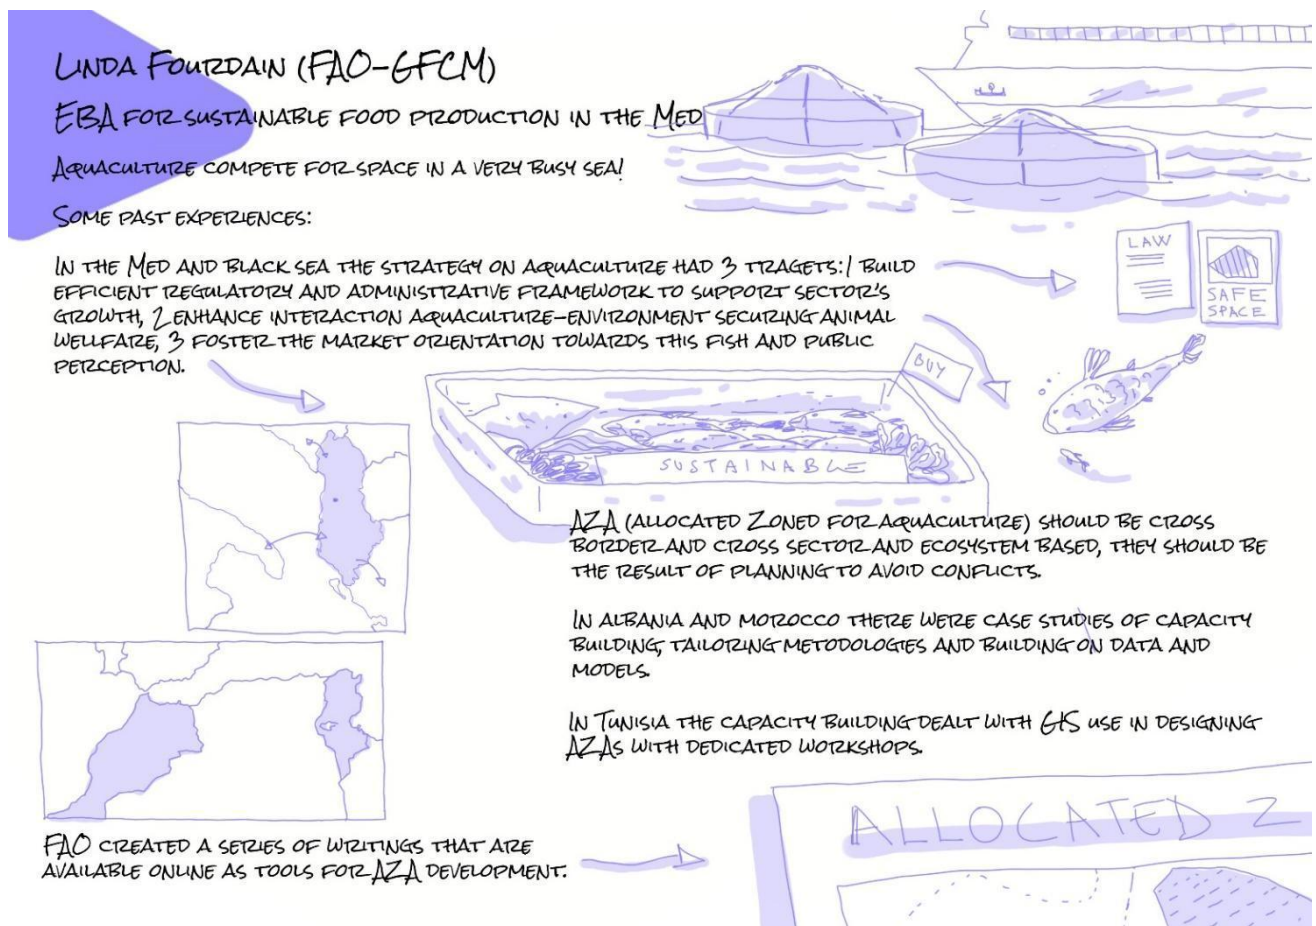 Linda Fourdain (FAO-GFCM)
EBA for sustainable food production in the Med
Aquaculture compete for space in a very busy sea!
Some past experiences:
In the Med and Black sea the strategy on aquaculture had 3 tragets: 1 build
efficient regulatory and administrative framework to support sector's
growth, 2 enhance interaction aquaculture-environment securing animal
wellfare, 3 foster the market orientation towards this fish and public
perception.
LAW
SAFE
SPACE
BUY
SUSTAINABLE
AZA (allocated Zoned for aquaculture) should be cross
border and cross sector and ecosystem based, they should be
the result of planning to avoid conflicts.
In Albania and Morocco there were case studies of capacity
building, tailoring metodologies and building on data and
models.
In Tunisia the capacity building dealt with GIS use in designing
AZAs with dedicated workshops.
FAO created a series of writings that are
available online as tools for AZA development.
ALLOCATED Z